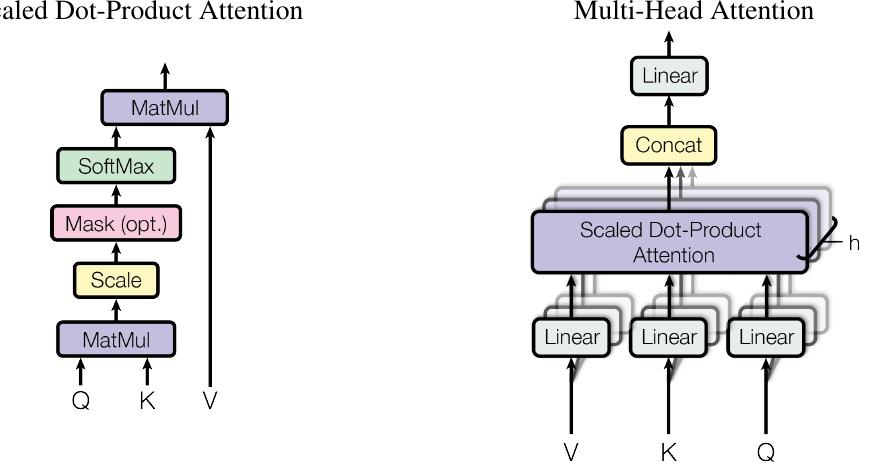 caled Dot-Product Attention
MatMul
SoftMax
Mask (opt.)
Scale
MatMul
Q K V
Multi-Head Attention
Linear
Concat
Scaled Dot-Product
Attention
h
Linear Linear Linear
V K Q